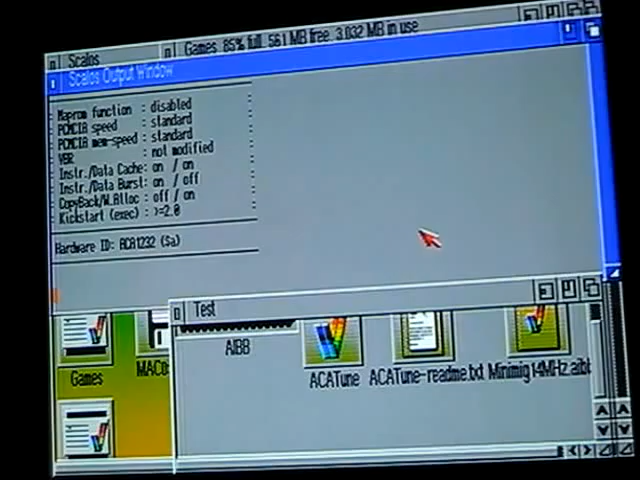 Scalos
Games 85% full, 561 MB free, 3.032 MB in use
Scalos Output Window
Maprom function : disabled
PCMCIA speed : standard
PCMCIA mem-speed : standard
VBR : not modified
Instr./Data Cache: on / on
Instr./Data Burst: on / off
CopyBack/W.Alloc : off / on
Kickstart (exec) : >=2.0
Hardware ID: ACA1232 (5a)
Test
AIBB
ACATune
ACATune-readme.txt
Minimig14MHz.aibb
Games